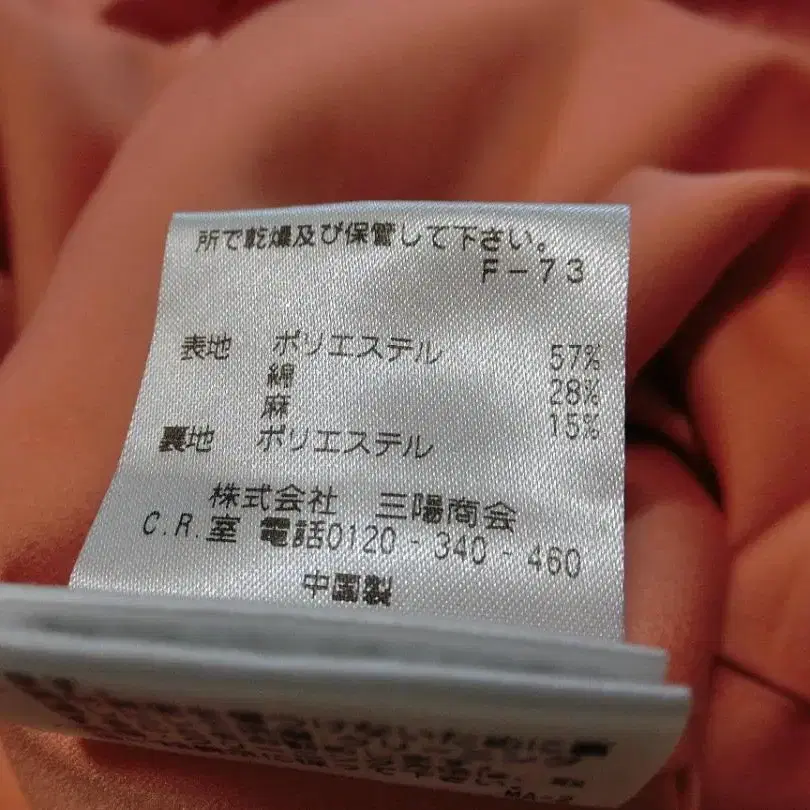 所で乾燥及び保管して下さい。
F-73
表地 ポリエステル 57%
綿 28%
麻 15%
裏地 ポリエステル
株式会社 三陽商会
C.R.室 電話0120-340-460
中国製